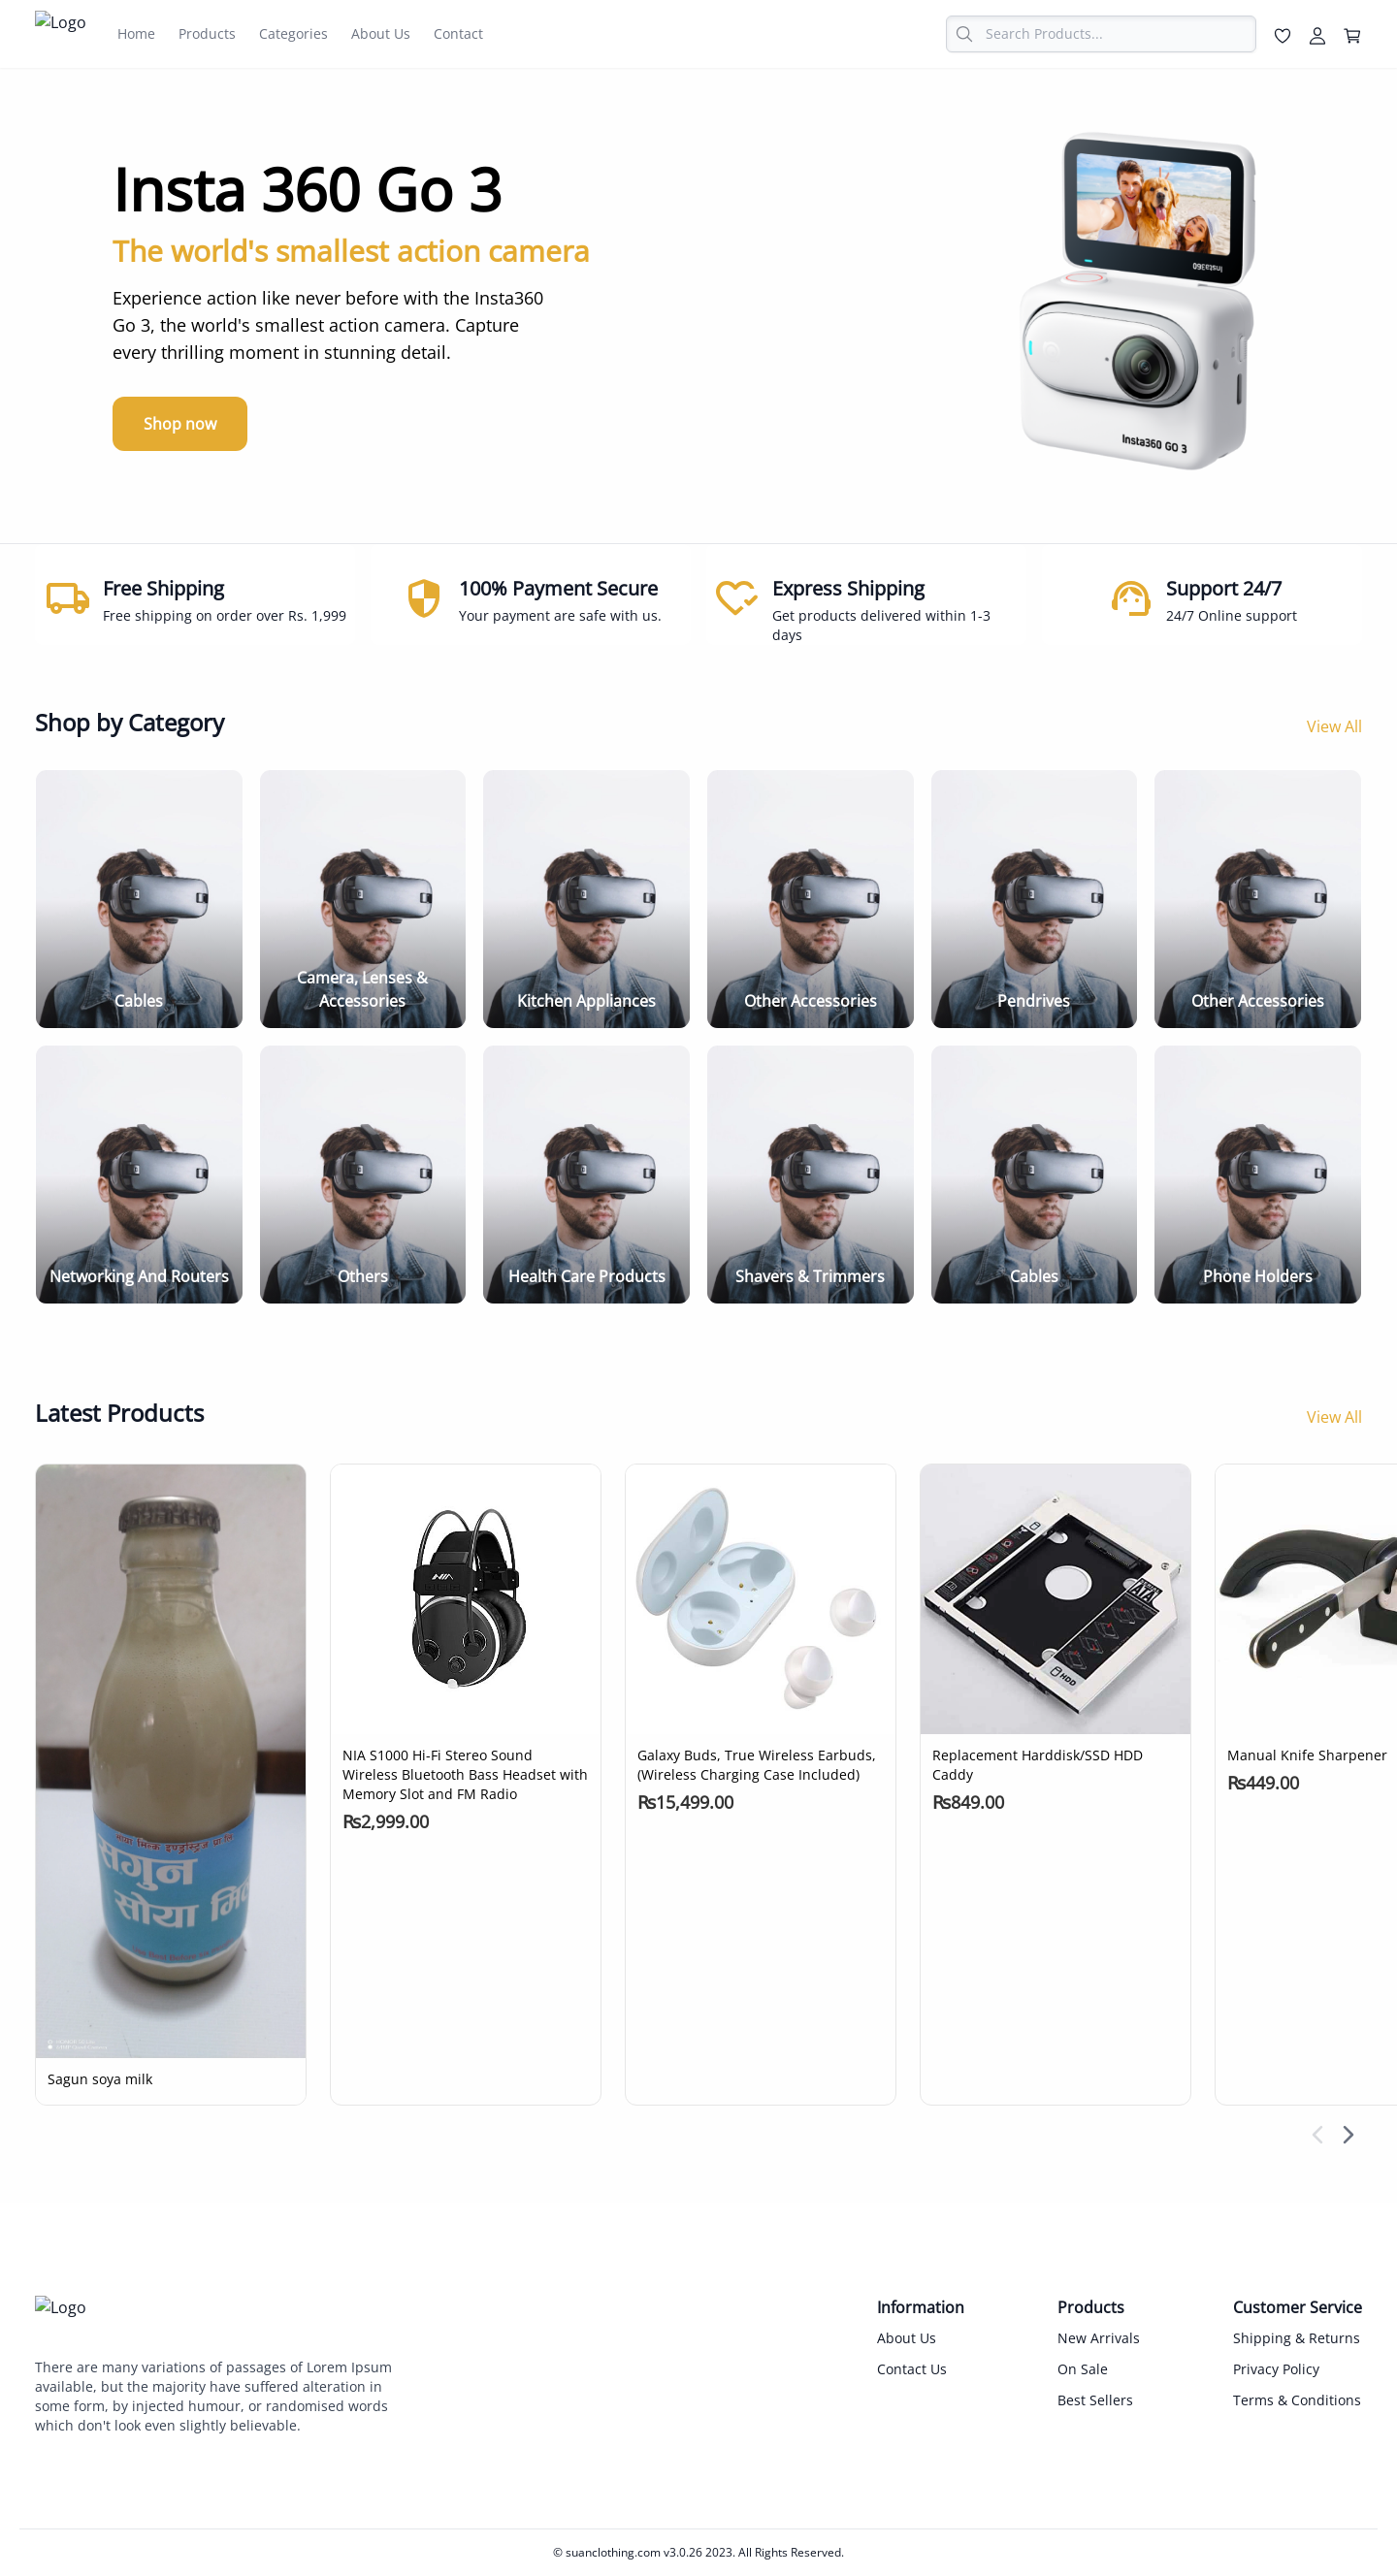 Logo
Home Products Categories About Us Contact
Search Products...
Insta 360 Go 3
The world's smallest action camera
Experience action like never before with the Insta360
Go 3, the world's smallest action camera. Capture
every thrilling moment in stunning detail.
Shop now
Insta360
Insta360 GO 3
Free Shipping
Free shipping on order over Rs. 1,999
100% Payment Secure
Your payment are safe with us.
Express Shipping
Get products delivered within 1-3
days
Support 24/7
24/7 Online support
Shop by Category
View All
Cables
Camera, Lenses &
Accessories
Kitchen Appliances
Other Accessories
Pendrives
Other Accessories
Networking And Routers
Others
Health Care Products
Shavers & Trimmers
Cables
Phone Holders
Latest Products
View All
सगुन
सोया मि
Sagun soya milk
NIA
NIA S1000 Hi-Fi Stereo Sound
Wireless Bluetooth Bass Headset with
Memory Slot and FM Radio
₨2,999.00
Galaxy Buds, True Wireless Earbuds,
(Wireless Charging Case Included)
₨15,499.00
SATA
HDD
Replacement Harddisk/SSD HDD
Caddy
₨849.00
Manual Knife Sharpener
₨449.00
Logo
There are many variations of passages of Lorem Ipsum
available, but the majority have suffered alteration in
some form, by injected humour, or randomised words
which don't look even slightly believable.
Information
About Us
Contact Us
Products
New Arrivals
On Sale
Best Sellers
Customer Service
Shipping & Returns
Privacy Policy
Terms & Conditions
© suanclothing.com v3.0.26 2023. All Rights Reserved.